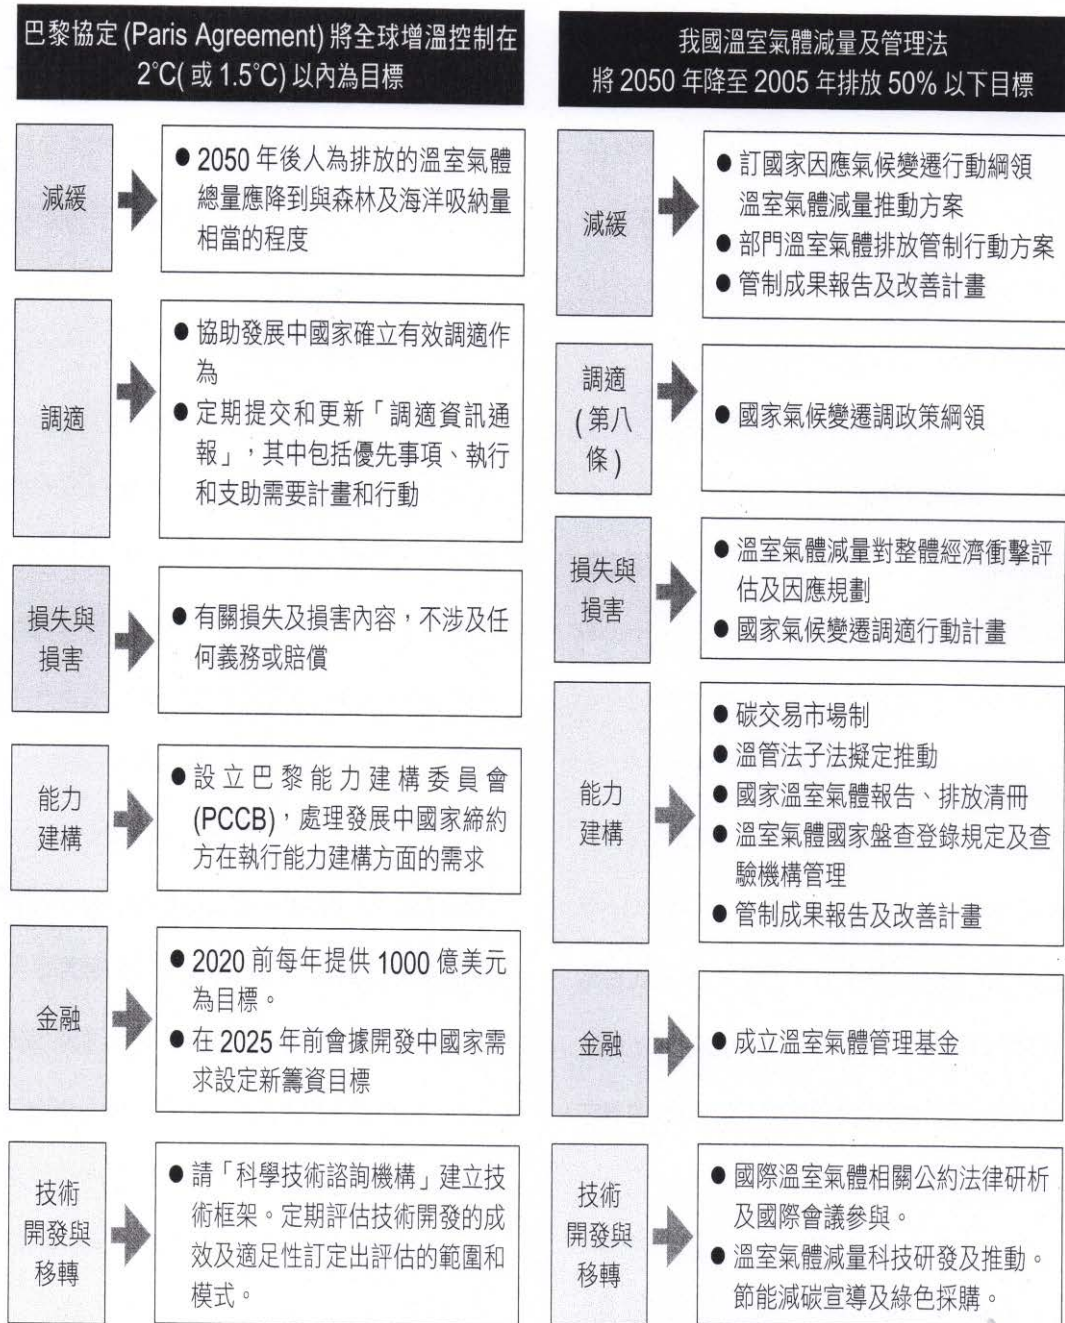 巴黎協定 (Paris Agreement) 將全球增溫控制在
2°C( 或 1.5°C) 以內為目標
減緩
● 2050 年後人為排放的溫室氣體
總量應降到與森林及海洋吸納量
相當的程度
調適
● 協助發展中國家確立有效調適作
為
● 定期提交和更新「調適資訊通
報」，其中包括優先事項、執行
和支助需要計畫和行動
損失與
損害
● 有關損失及損害內容，不涉及任
何義務或賠償
能力
建構
● 設立巴黎能力建構委員會
(PCCB)，處理發展中國家締約
方在執行能力建構方面的需求
金融
● 2020 前每年提供 1000 億美元
為目標。
● 在 2025 年前會據開發中國家需
求設定新籌資目標
技術
開發與
移轉
● 請「科學技術諮詢機構」建立技
術框架。定期評估技術開發的成
效及適足性訂定出評估的範圍和
模式。
我國溫室氣體減量及管理法
將 2050 年降至 2005 年排放 50% 以下目標
減緩
● 訂國家因應氣候變遷行動綱領
溫室氣體減量推動方案
● 部門溫室氣體排放管制行動方案
● 管制成果報告及改善計畫
調適
( 第八
條 )
● 國家氣候變遷調政策綱領
損失與
損害
● 溫室氣體減量對整體經濟衝擊評
估及因應規劃
● 國家氣候變遷調適行動計畫
能力
建構
● 碳交易市場制
● 溫管法子法擬定推動
● 國家溫室氣體報告、排放清冊
● 溫室氣體國家盤查登錄規定及查
驗機構管理
● 管制成果報告及改善計畫
金融
● 成立溫室氣體管理基金
技術
開發與
移轉
● 國際溫室氣體相關公約法律研析
及國際會議參與。
● 溫室氣體減量科技研發及推動。
節能減碳宣導及綠色採購。